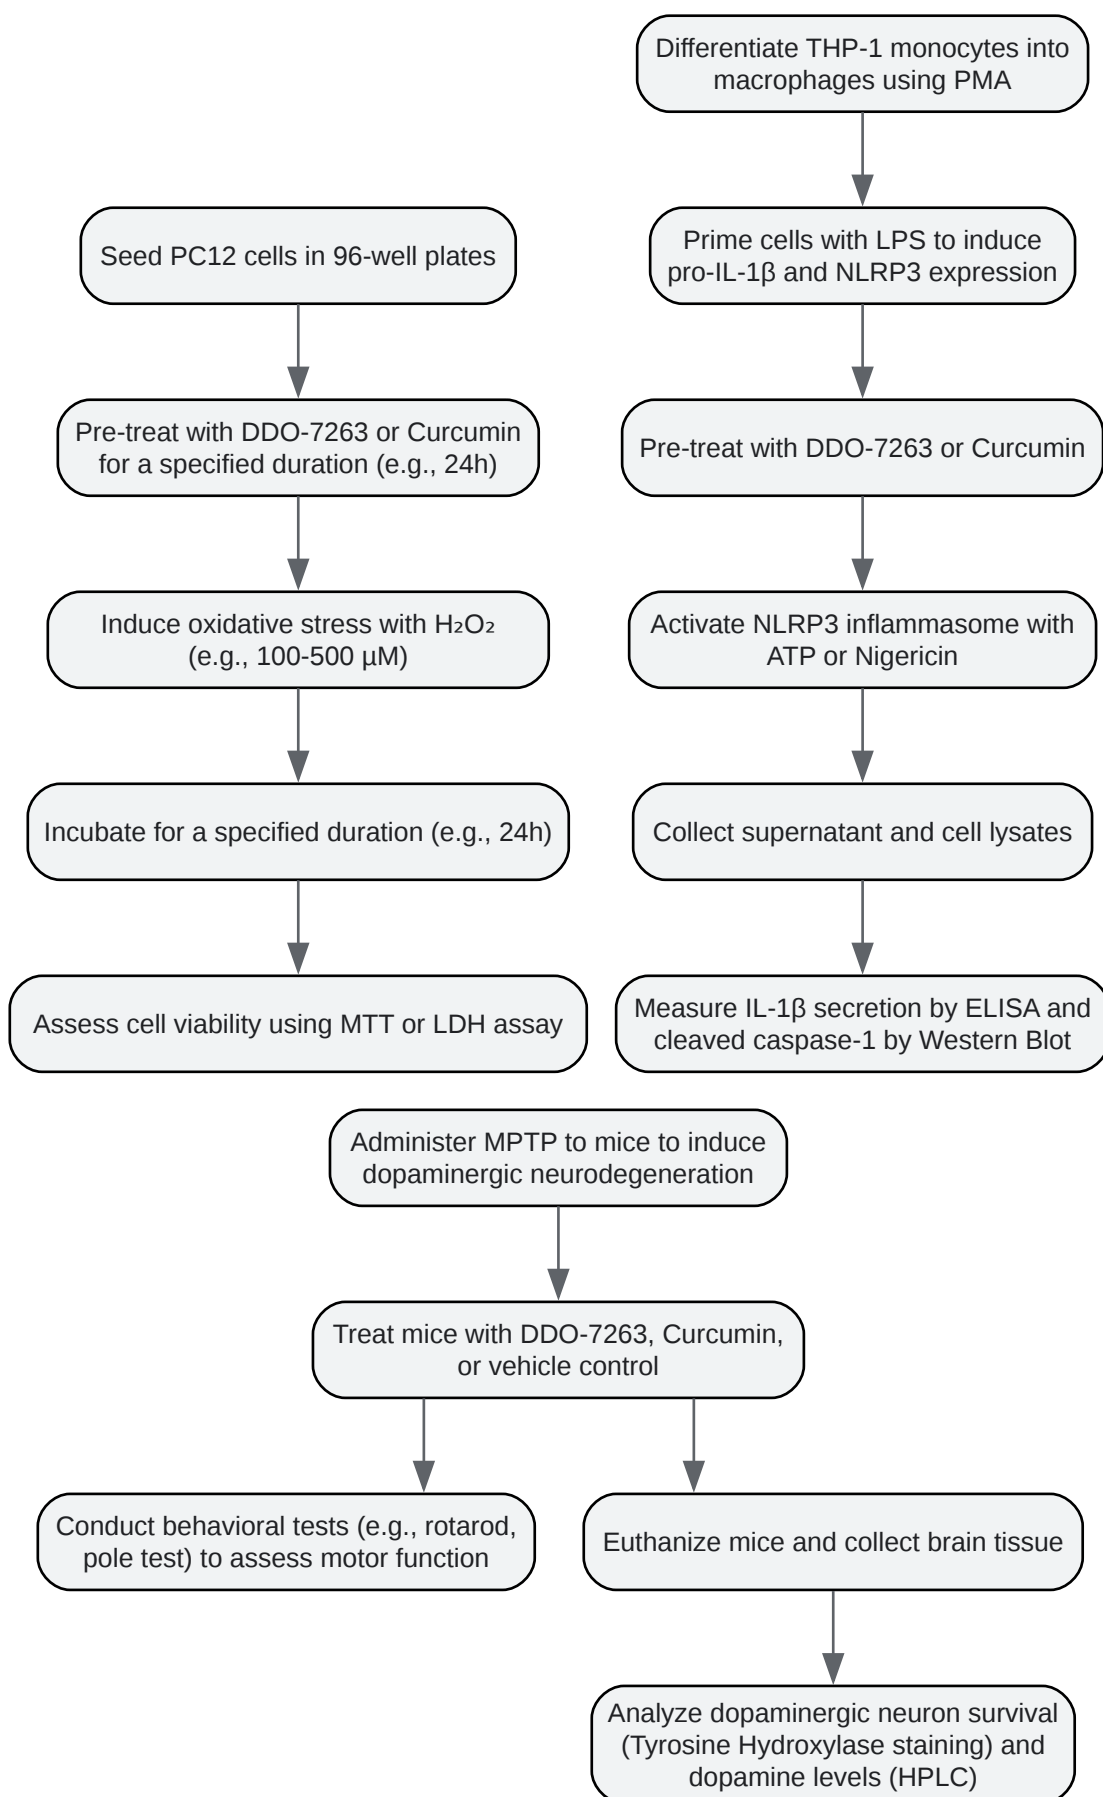 Differentiate THP-1 monocytes into
macrophages using PMA
Seed PC12 cells in 96-well plates
Prime cells with LPS to induce
pro-IL-1β and NLRP3 expression
Pre-treat with DDO-7263 or Curcumin
for a specified duration (e.g., 24h)
Pre-treat with DDO-7263 or Curcumin
Induce oxidative stress with H₂O₂
(e.g., 100-500 µM)
Activate NLRP3 inflammasome with
ATP or Nigericin
Incubate for a specified duration (e.g., 24h)
Collect supernatant and cell lysates
Assess cell viability using MTT or LDH assay
Measure IL-1β secretion by ELISA and
cleaved caspase-1 by Western Blot
Administer MPTP to mice to induce
dopaminergic neurodegeneration
Treat mice with DDO-7263, Curcumin,
or vehicle control
Conduct behavioral tests (e.g., rotarod,
pole test) to assess motor function
Euthanize mice and collect brain tissue
Analyze dopaminergic neuron survival
(Tyrosine Hydroxylase staining) and
dopamine levels (HPLC)